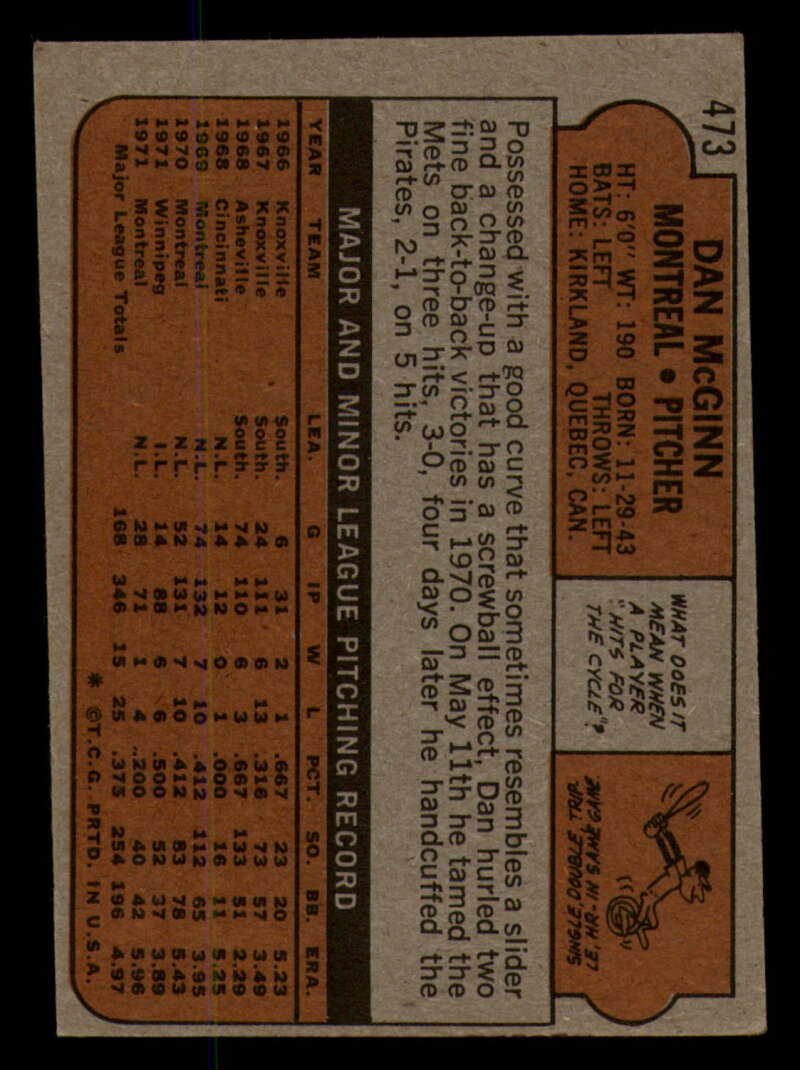 473
DAN McGINN
MONTREAL • PITCHER
HT: 6'0" WT: 190 BORN: 11-29-43
BATS: LEFT THROWS: LEFT
HOME: KIRKLAND, QUEBEC, CAN.
WHAT DOES IT
MEAN WHEN
A PLAYER
"HITS FOR
THE CYCLE"?
SINGLE, DOUBLE, TRIP-
LE, HR. IN SAME GAME
Possessed with a good curve that sometimes resembles a slider
and a change-up that has a screwball effect, Dan hurled two
fine back-to-back victories in 1970. On May 11th he tamed the
Mets on three hits, 3-0, four days later he handcuffed the
Pirates, 2-1, on 5 hits.
MAJOR AND MINOR LEAGUE PITCHING RECORD
YEAR TEAM LEA. G IP W L PCT. SO. BB. ERA.
1966 Knoxville South. 6 31 2 1 .667 23 20 5.23
1967 Knoxville South. 24 111 6 13 .316 73 57 3.49
1968 Asheville South. 74 110 6 3 .667 133 51 2.29
1968 Cincinnati N.L. 14 12 0 1 .000 16 11 5.25
1969 Montreal N.L. 74 132 7 10 .412 112 65 3.95
1970 Montreal N.L. 52 131 7 10 .412 83 78 5.43
1971 Winnipeg I.L. 14 88 6 6 .500 52 37 3.89
1971 Montreal N.L. 28 71 1 4 .200 40 42 5.96
Major League Totals 168 346 15 25 .375 254 196 4.97
* ©T.C.G. PRTD. IN U.S.A.